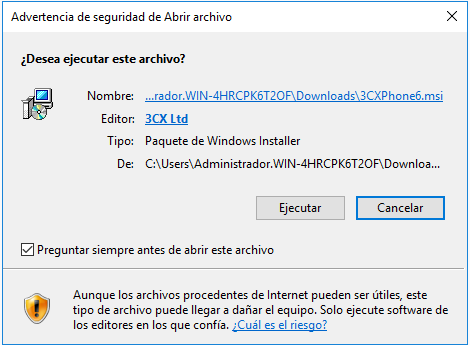 Advertencia de seguridad de Abrir archivo
¿Desea ejecutar este archivo?
Nombre: ...rador.WIN-4HRCPK6T2OF\Downloads\3CXPhone6.msi
Editor: 3CX Ltd
Tipo: Paquete de Windows Installer
De: C:\Users\Administrador.WIN-4HRCPK6T2OF\Downloa...
Ejecutar Cancelar
Preguntar siempre antes de abrir este archivo
Aunque los archivos procedentes de Internet pueden ser útiles, este
tipo de archivo puede llegar a dañar el equipo. Solo ejecute software de
los editores en los que confía. ¿Cuál es el riesgo?